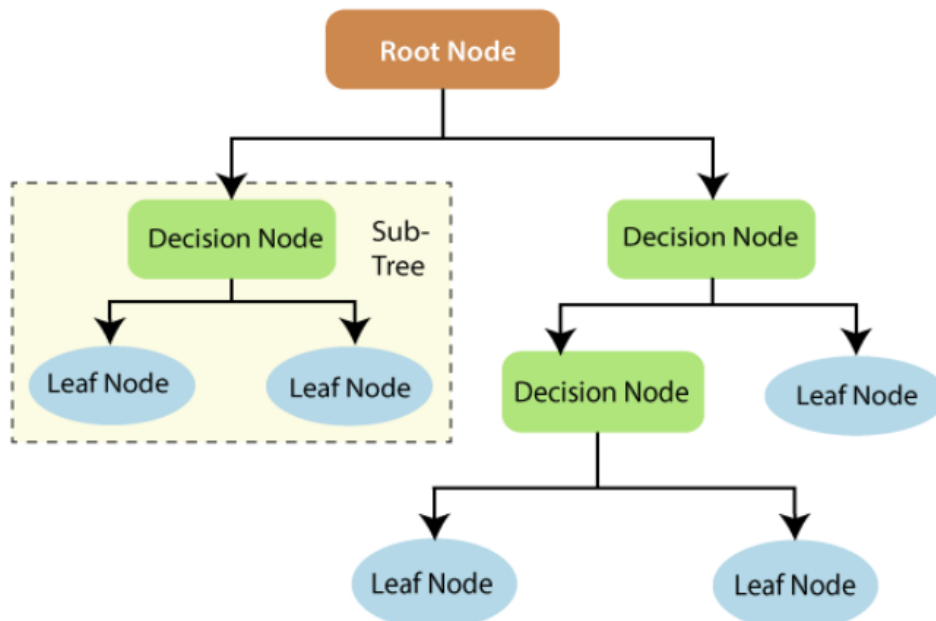 Root Node
Decision Node
Sub-
Tree
Decision Node
Leaf Node
Leaf Node
Decision Node
Leaf Node
Leaf Node
Leaf Node